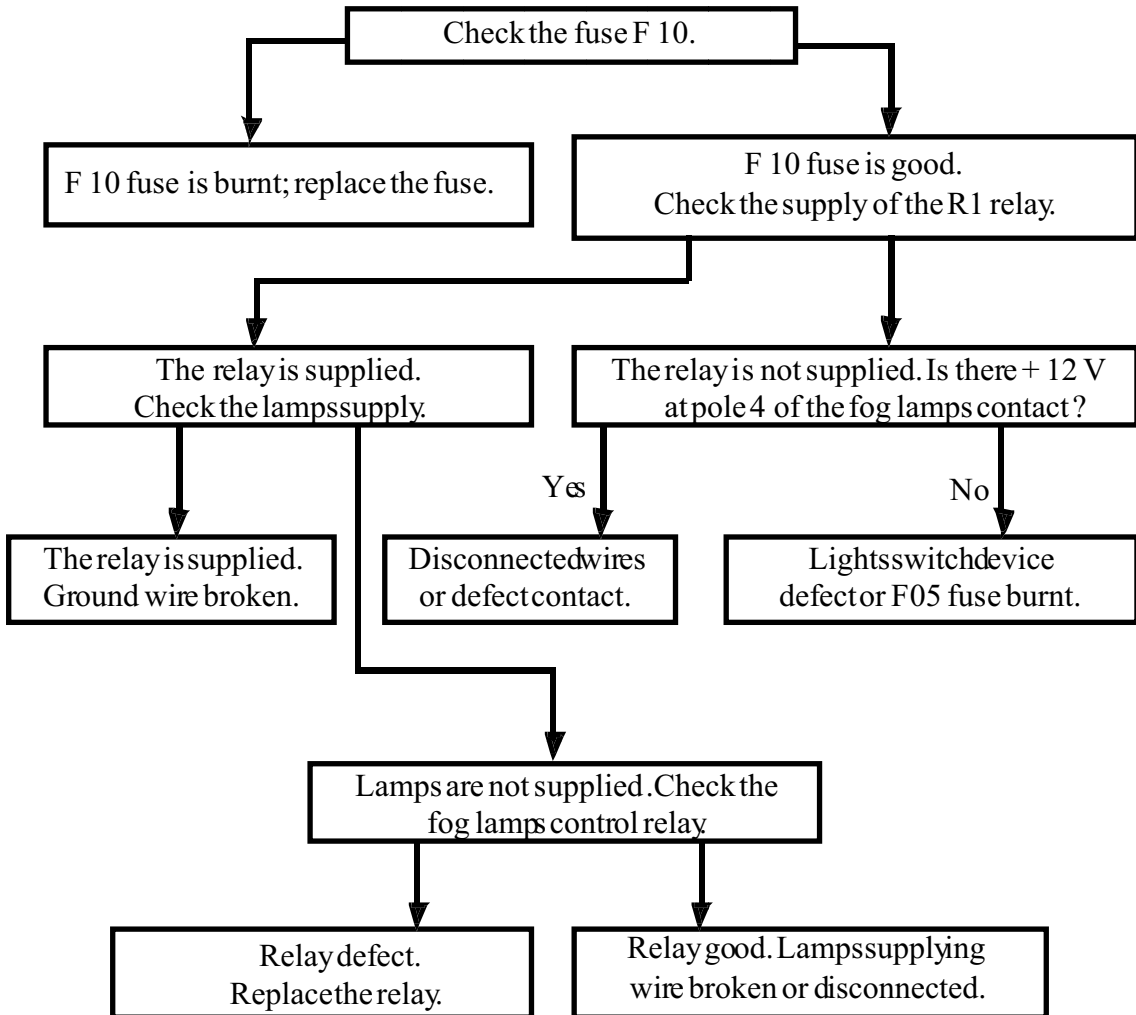 Check the fuse F 10.
F 10 fuse is burnt; replace the fuse.
F 10 fuse is good.
Check the supply of the R1 relay.
The relay is supplied.
Check the lamps supply.
The relay is not supplied. Is there + 12 V
at pole 4 of the fog lamps contact ?
Yes
No
The relay is supplied.
Ground wire broken.
Disconnected wires
or defect contact.
Lights switch device
defect or F05 fuse burnt.
Lamps are not supplied. Check the
fog lamps control relay.
Relay defect.
Replace the relay.
Relay good. Lamps supplying
wire broken or disconnected.